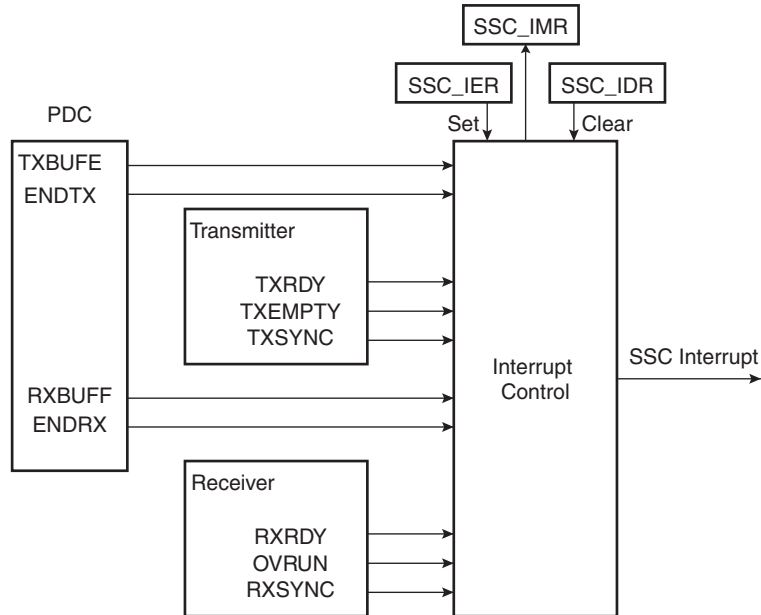 SSC_IMR
SSC_IER
SSC_IDR
PDC
Set
Clear
TXBUFE
ENDTX
Transmitter
TXRDY
TXEMPTY
TXSYNC
Interrupt
Control
SSC Interrupt
RXBUFF
ENDRX
Receiver
RXRDY
OVRUN
RXSYNC